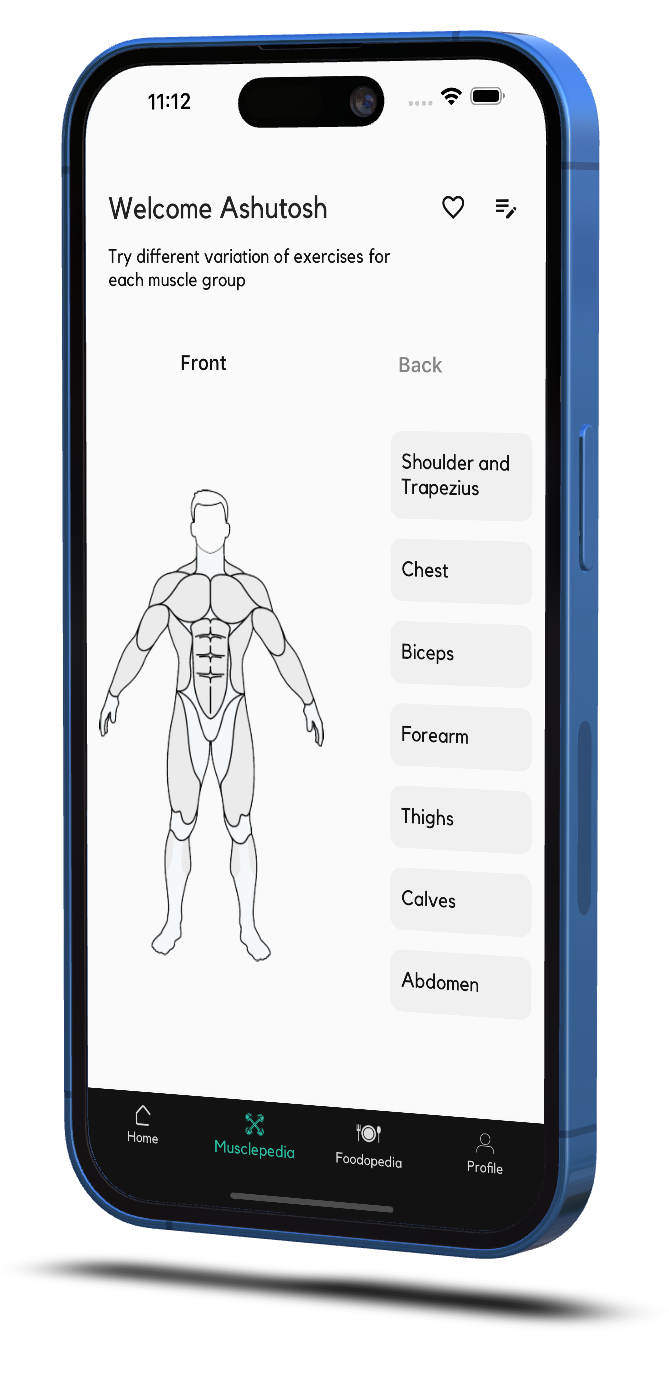 11:12
Welcome Ashutosh
Try different variation of exercises for
each muscle group
Front
Back
Shoulder and
Trapezius
Chest
Biceps
Forearm
Thighs
Calves
Abdomen
Home
Musclepedia
Foodopedia
Profile